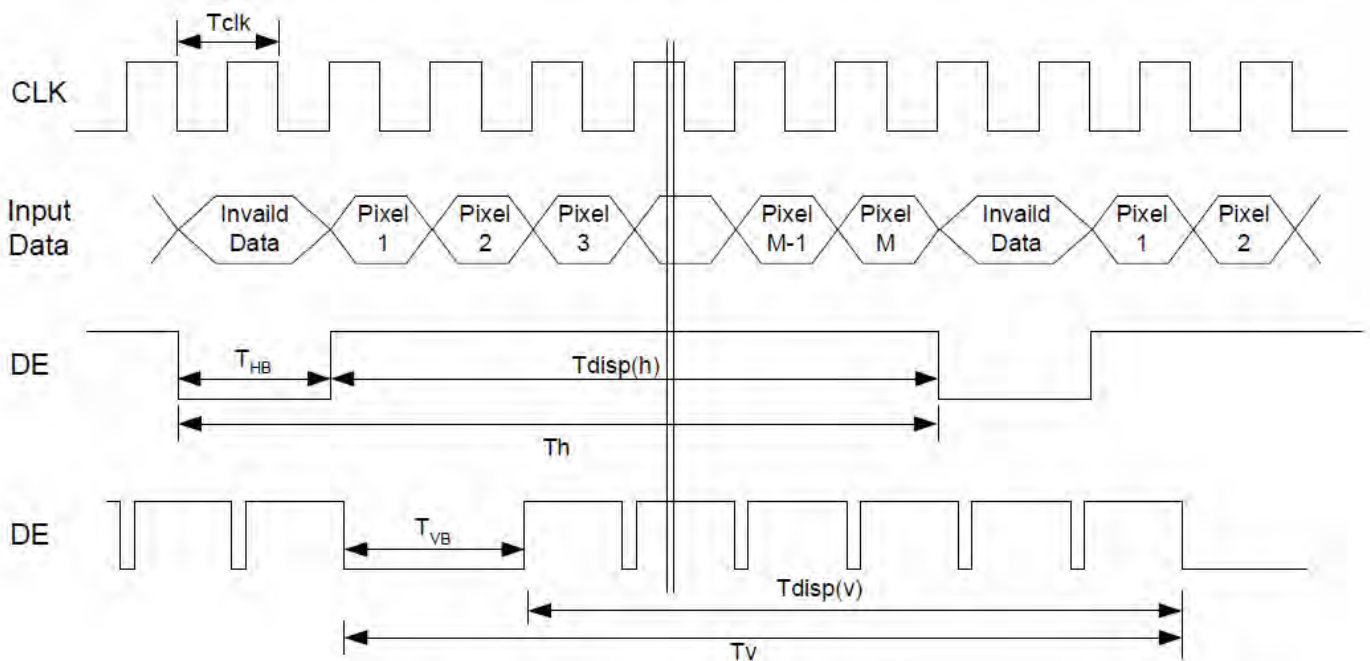 Tclk
CLK
Input
Data
Invaild
Data
Pixel
1
Pixel
2
Pixel
3
Pixel
M-1
Pixel
M
Invaild
Data
Pixel
1
Pixel
2
DE
THB
Tdisp(h)
Th
DE
TVB
Tdisp(v)
Tv